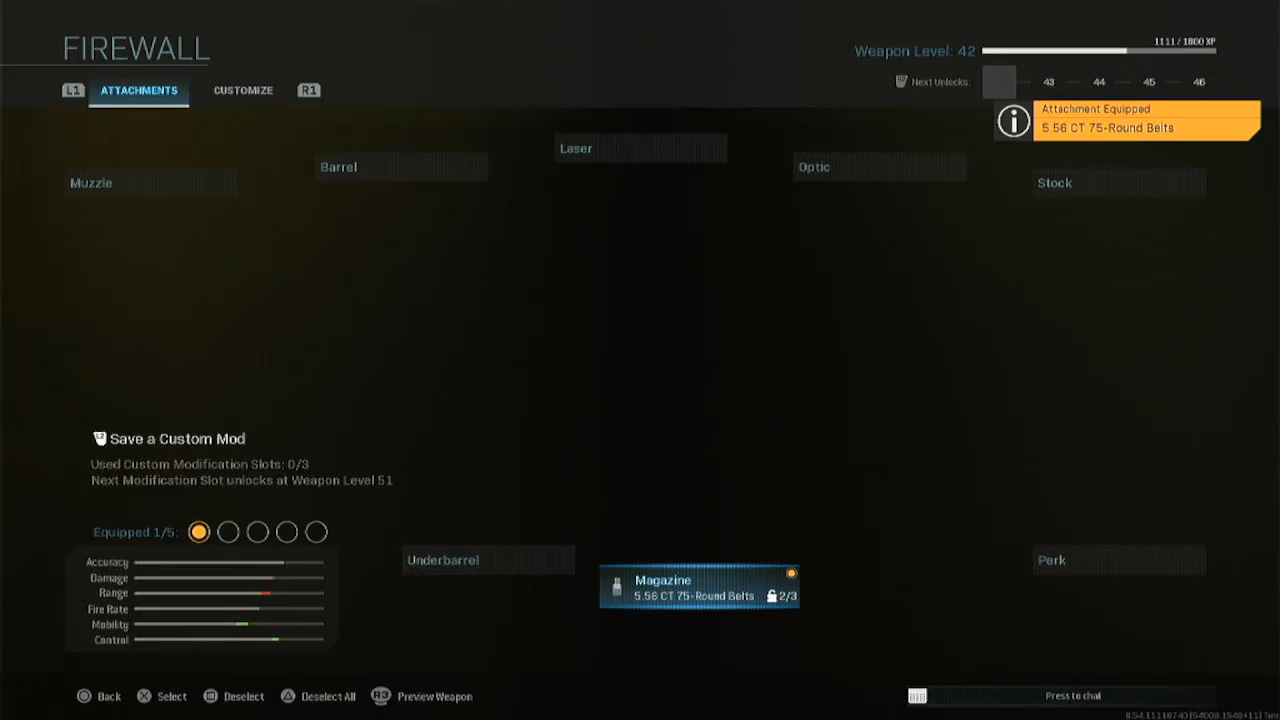 FIREWALL
Weapon Level: 42
1111 / 1800 XP
L1
ATTACHMENTS
CUSTOMIZE
R1
Next Unlocks:
43
44
45
46
Attachment Equipped
5.56 CT 75-Round Belts
Laser
Barrel
Optic
Muzzle
Stock
Save a Custom Mod
Used Custom Modification Slots: 0/3
Next Modification Slot unlocks at Weapon Level 51
Equipped 1/5:
Accuracy
Damage
Range
Fire Rate
Mobility
Control
Underbarrel
Magazine
5.56 CT 75-Round Belts
2/3
Perk
Back
Select
Deselect
Deselect All
R3
Preview Weapon
Press to chat